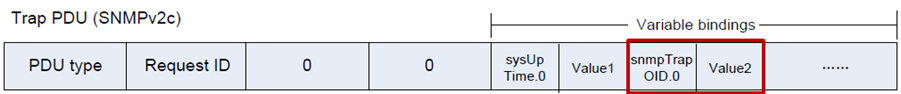 Trap PDU (SNMPv2c)
Variable bindings
PDU type Request ID 0 0 sysUp Value1 snmpTrap Value2 ......
Time.0 OID.0